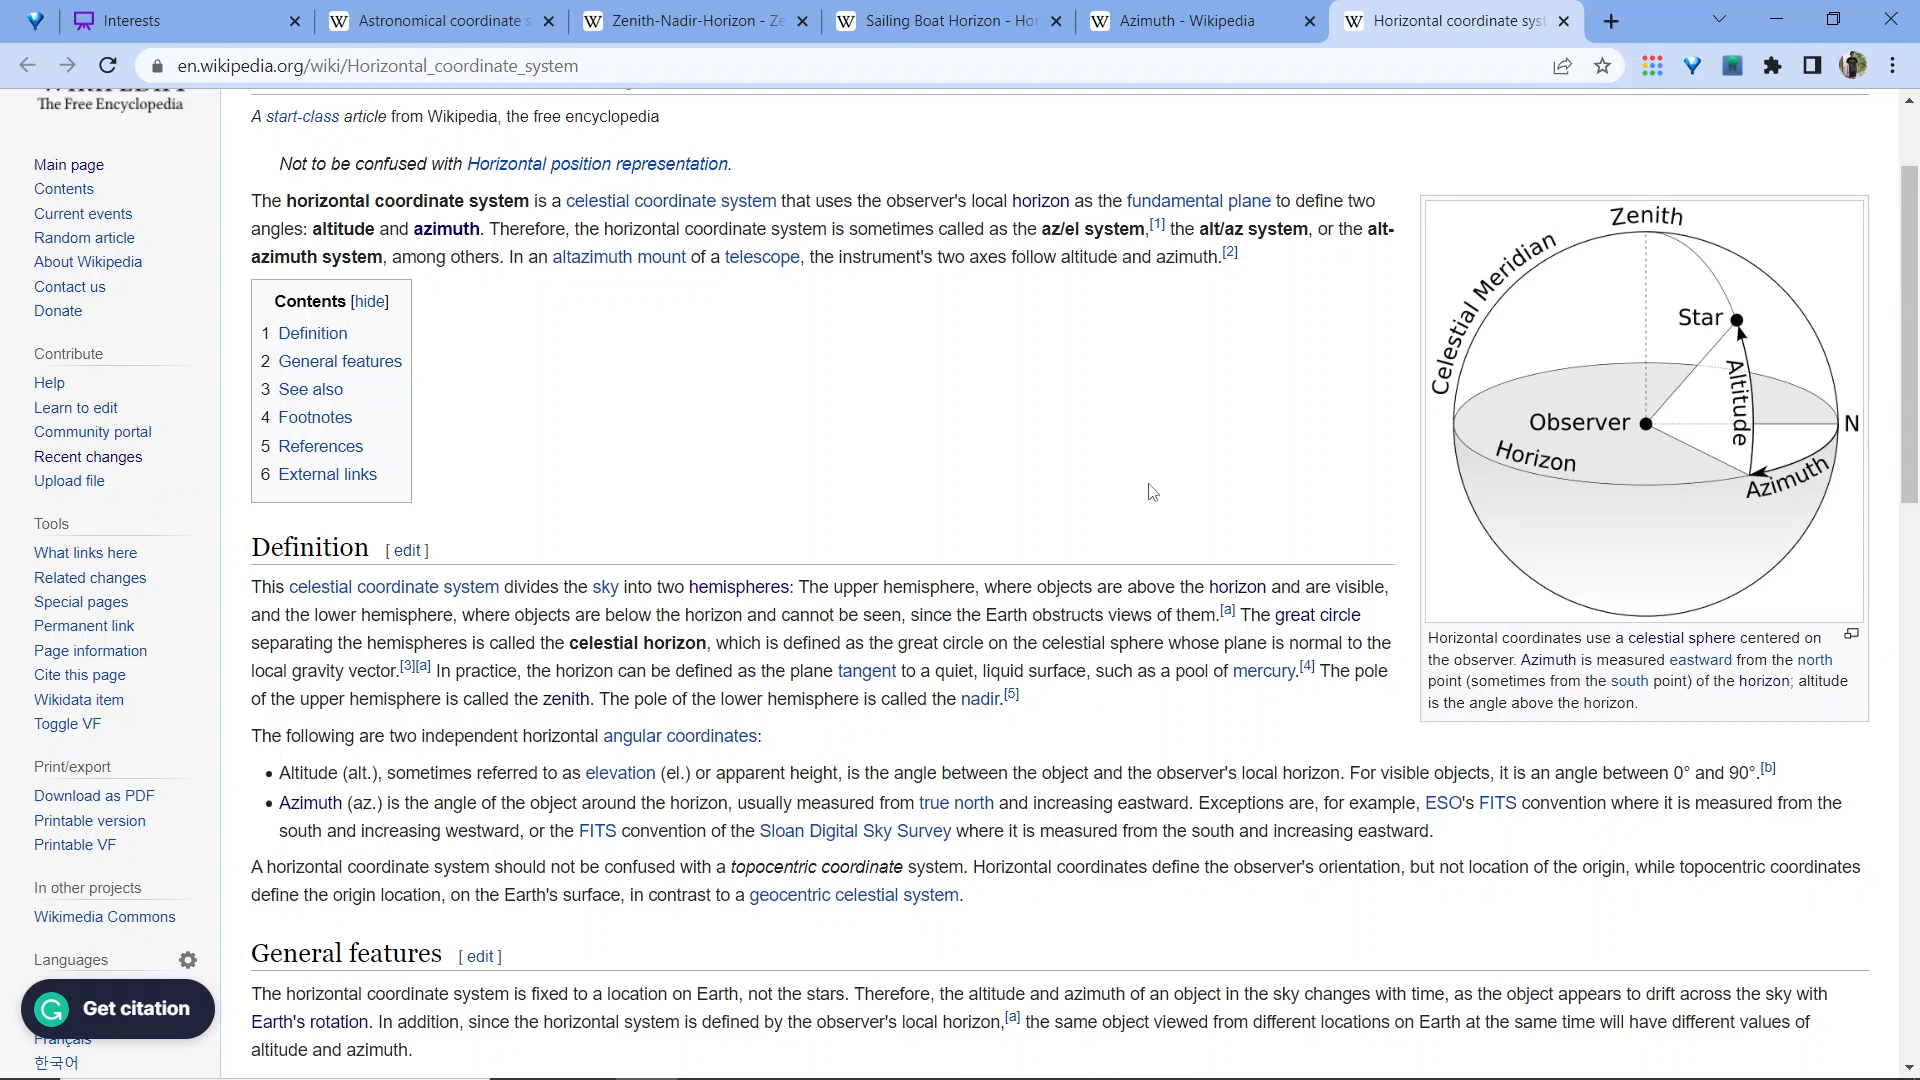 Interests
Astronomical coordinate s
Zenith-Nadir-Horizon - Ze
Sailing Boat Horizon - Hor
Azimuth - Wikipedia
Horizontal coordinate syst
en.wikipedia.org/wiki/Horizontal_coordinate_system
The Free Encyclopedia
Main page
Contents
Current events
Random article
About Wikipedia
Contact us
Donate
Contribute
Help
Learn to edit
Community portal
Recent changes
Upload file
Tools
What links here
Related changes
Special pages
Permanent link
Page information
Cite this page
Wikidata item
Toggle VF
Print/export
Download as PDF
Printable version
Printable VF
In other projects
Wikimedia Commons
Languages
Get citation
Français
한국어
A start-class article from Wikipedia, the free encyclopedia
Not to be confused with Horizontal position representation.
The horizontal coordinate system is a celestial coordinate system that uses the observer's local horizon as the fundamental plane to define two
angles: altitude and azimuth. Therefore, the horizontal coordinate system is sometimes called as the az/el system,[1] the alt/az system, or the alt-
azimuth system, among others. In an altazimuth mount of a telescope, the instrument's two axes follow altitude and azimuth.[2]
Contents [hide]
1 Definition
2 General features
3 See also
4 Footnotes
5 References
6 External links
Zenith
Celestial Meridian
Star
Altitude
Observer
N
Horizon
Azimuth
Horizontal coordinates use a celestial sphere centered on
the observer. Azimuth is measured eastward from the north
point (sometimes from the south point) of the horizon; altitude
is the angle above the horizon.
Definition [ edit ]
This celestial coordinate system divides the sky into two hemispheres: The upper hemisphere, where objects are above the horizon and are visible,
and the lower hemisphere, where objects are below the horizon and cannot be seen, since the Earth obstructs views of them.[a] The great circle
separating the hemispheres is called the celestial horizon, which is defined as the great circle on the celestial sphere whose plane is normal to the
local gravity vector.[3][a] In practice, the horizon can be defined as the plane tangent to a quiet, liquid surface, such as a pool of mercury.[4] The pole
of the upper hemisphere is called the zenith. The pole of the lower hemisphere is called the nadir.[5]
The following are two independent horizontal angular coordinates:
• Altitude (alt.), sometimes referred to as elevation (el.) or apparent height, is the angle between the object and the observer's local horizon. For visible objects, it is an angle between 0° and 90°.[b]
• Azimuth (az.) is the angle of the object around the horizon, usually measured from true north and increasing eastward. Exceptions are, for example, ESO's FITS convention where it is measured from the
south and increasing westward, or the FITS convention of the Sloan Digital Sky Survey where it is measured from the south and increasing eastward.
A horizontal coordinate system should not be confused with a topocentric coordinate system. Horizontal coordinates define the observer's orientation, but not location of the origin, while topocentric coordinates
define the origin location, on the Earth's surface, in contrast to a geocentric celestial system.
General features [ edit ]
The horizontal coordinate system is fixed to a location on Earth, not the stars. Therefore, the altitude and azimuth of an object in the sky changes with time, as the object appears to drift across the sky with
Earth's rotation. In addition, since the horizontal system is defined by the observer's local horizon,[a] the same object viewed from different locations on Earth at the same time will have different values of
altitude and azimuth.